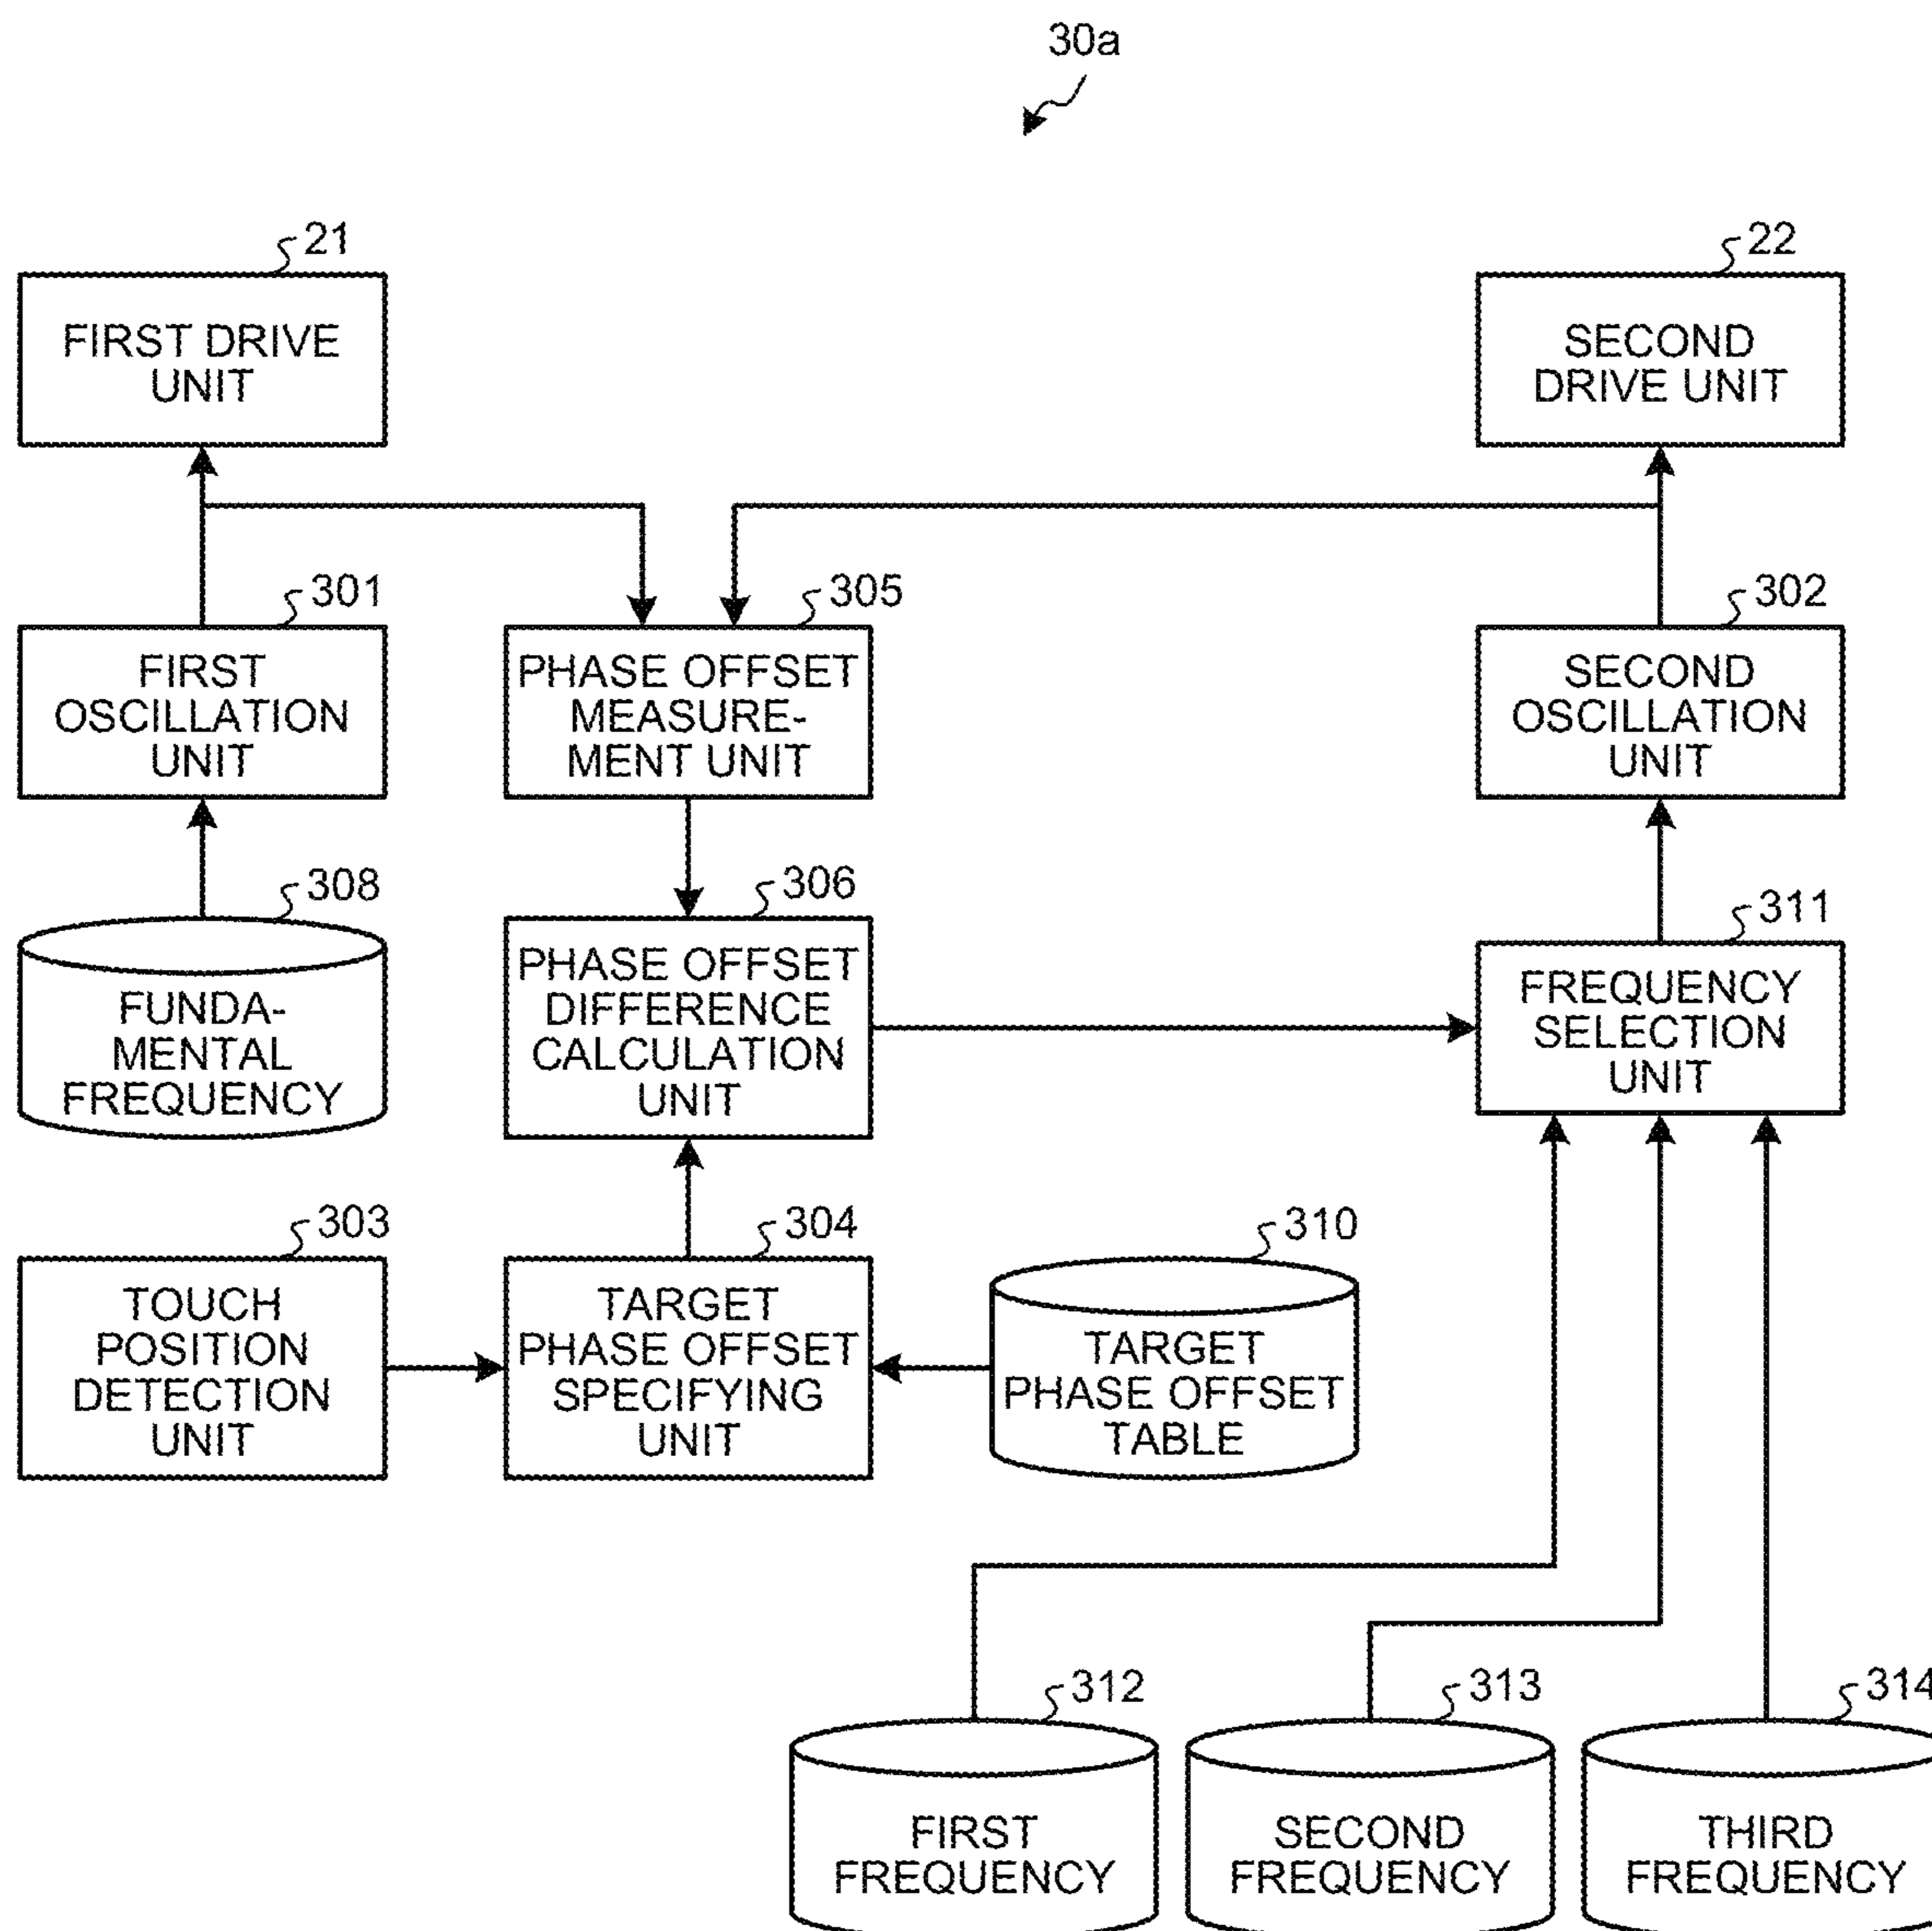 30a
21
22
FIRST DRIVE
UNIT
SECOND
DRIVE UNIT
301
305
302
FIRST
OSCILLATION
UNIT
PHASE OFFSET
MEASURE-
MENT UNIT
SECOND
OSCILLATION
UNIT
308
306
311
FUNDA-
MENTAL
FREQUENCY
PHASE OFFSET
DIFFERENCE
CALCULATION
UNIT
FREQUENCY
SELECTION
UNIT
303
304
310
TOUCH
POSITION
DETECTION
UNIT
TARGET
PHASE OFFSET
SPECIFYING
UNIT
TARGET
PHASE OFFSET
TABLE
312
313
314
FIRST
FREQUENCY
SECOND
FREQUENCY
THIRD
FREQUENCY